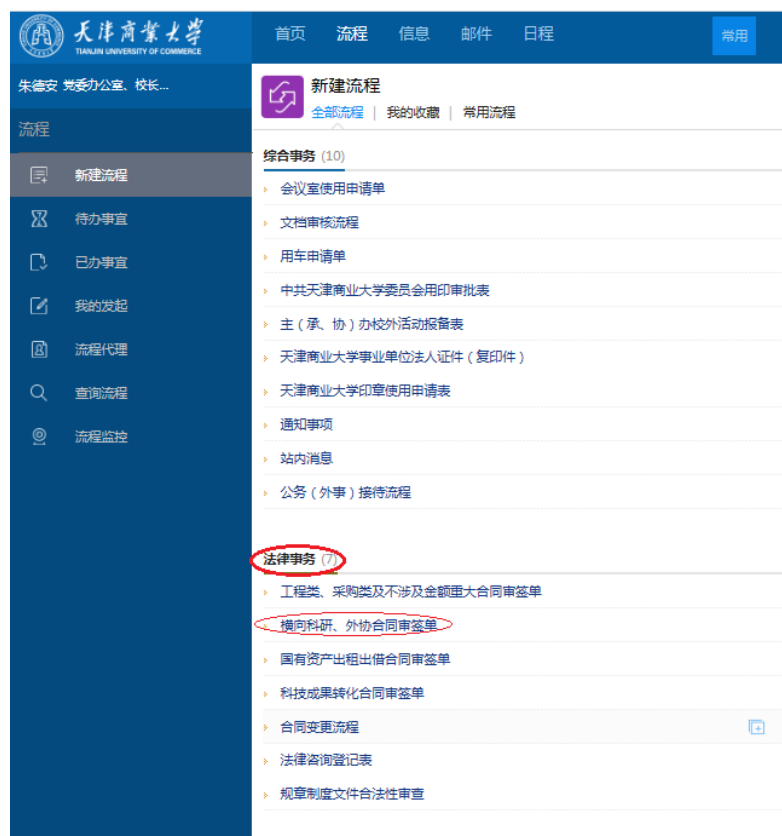 天津商業大學
TIANJIN UNIVERSITY OF COMMERCE
首页 流程 信息 邮件 日程 常用
朱德安 党委办公室、校长...
流程
新建流程
待办事宜
已办事宜
我的发起
流程代理
查询流程
流程监控
新建流程
全部流程 | 我的收藏 | 常用流程
综合事务 (10)
会议室使用申请单
文档审核流程
用车申请单
中共天津商业大学委员会用印审批表
主（承、协）办校外活动报备表
天津商业大学事业单位法人证件（复印件）
天津商业大学印章使用申请表
通知事项
站内消息
公务（外事）接待流程
法律事务 (7)
工程类、采购类及不涉及金额重大合同审签单
横向科研、外协合同审签单
国有资产出租出借合同审签单
科技成果转化合同审签单
合同变更流程
法律咨询登记表
规章制度文件合法性审查